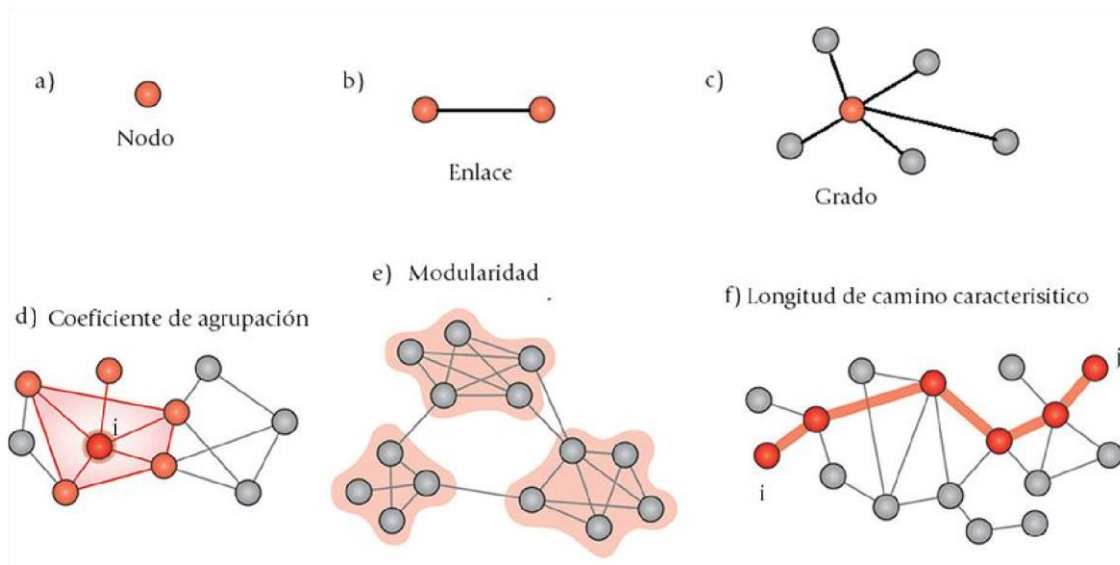 a)
Nodo
b)
Enlace
c)
Grado
d) Coeficiente de agrupación
i
e) Modularidad
f) Longitud de camino caracterisitico
i
j